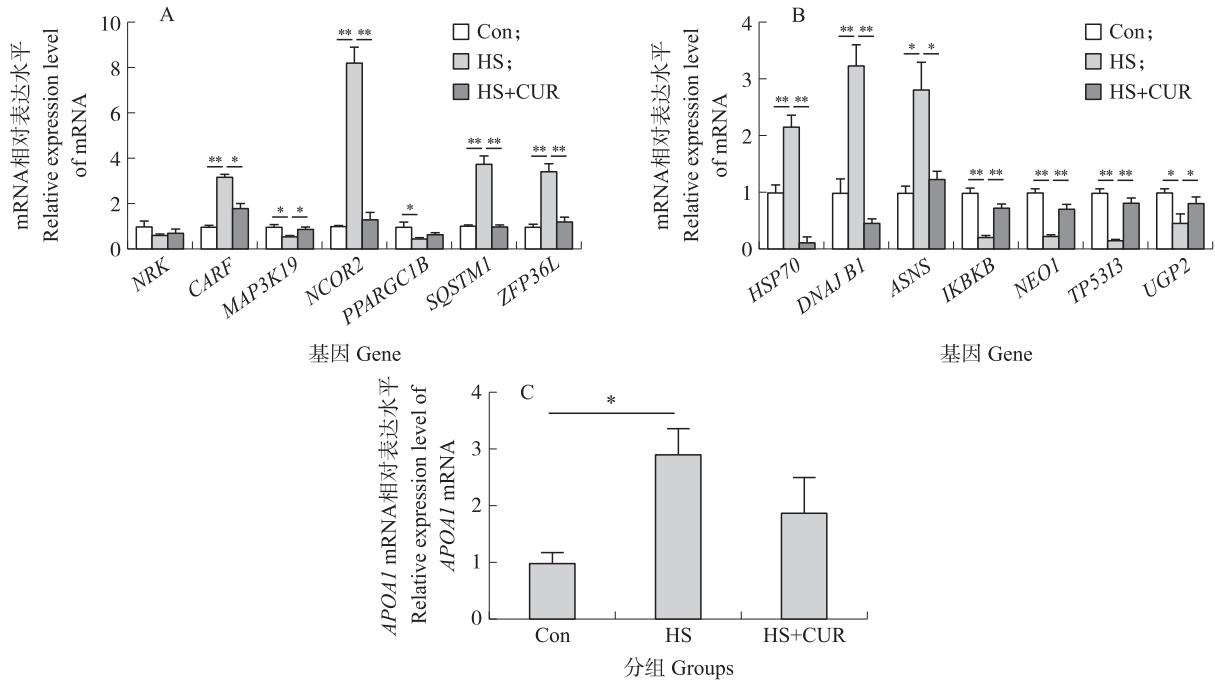 A
mRNA相对表达水平
Relative expression level
of mRNA
10
8
6
4
2
0
Con；
HS；
HS+CUR
** *
* *
** **
*
** **
** **
NRK
CARF
MAP3K19
NCOR2
PPARGC1B
SQSTM1
ZFP36L
基因 Gene
B
mRNA相对表达水平
Relative expression level
of mRNA
4
3
2
1
0
Con；
HS；
HS+CUR
** **
** **
* *
** **
** **
** **
* *
HSP70
DNAJ B1
ASNS
IKBKB
NEO1
TP53I3
UGP2
基因 Gene
C
APOA1 mRNA相对表达水平
Relative expression level of
APOA1 mRNA
4
3
2
1
0
*
Con
HS
HS+CUR
分组 Groups